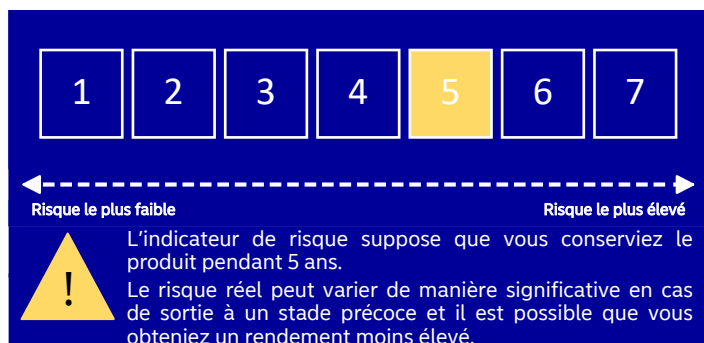 1 2 3 4 5 6 7
Risque le plus faible Risque le plus élevé
L'indicateur de risque suppose que vous conserviez le
produit pendant 5 ans.
!
Le risque réel peut varier de manière significative en cas
de sortie à un stade précoce et il est possible que vous
obteniez un rendement moins élevé.